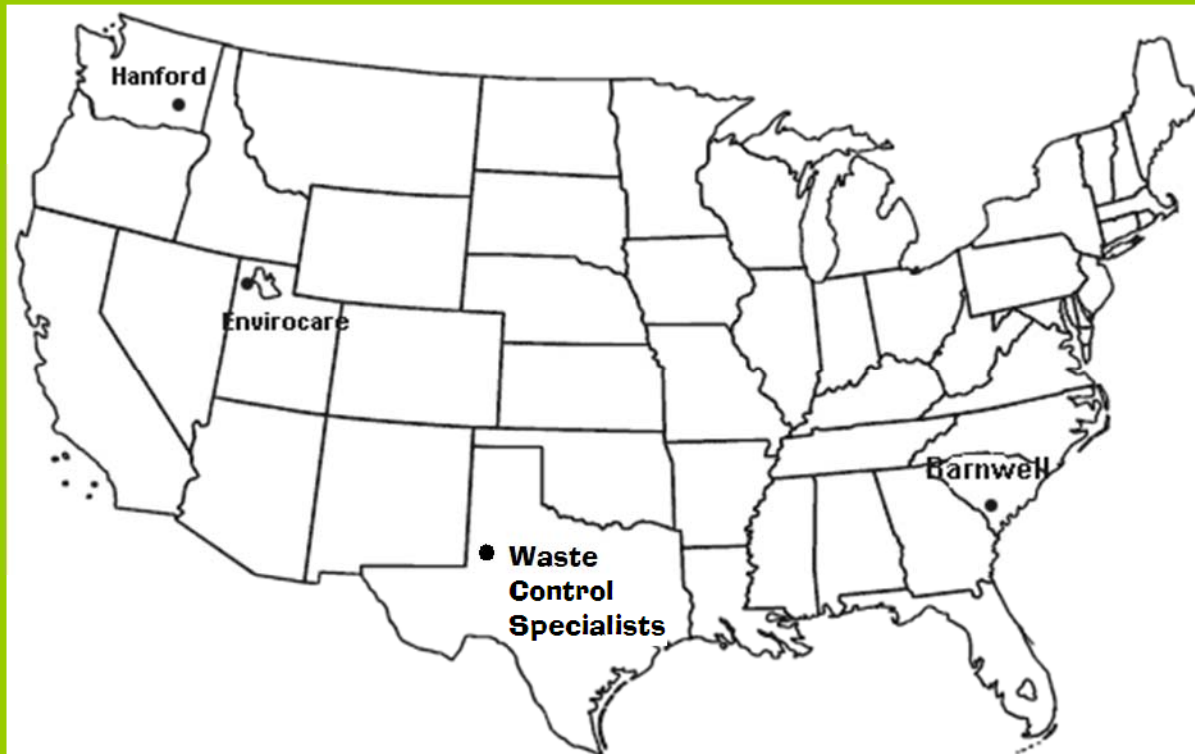 Hanford
Envirocare
Barnwell
Waste
Control
Specialists